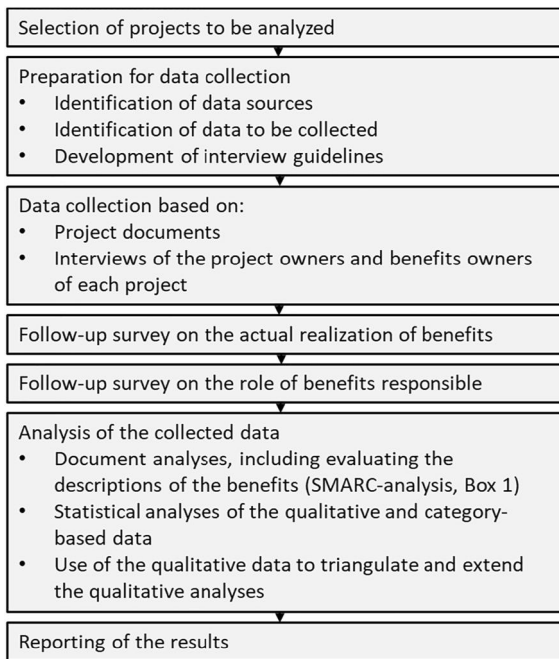 Selection of projects to be analyzed
Preparation for data collection
• Identification of data sources
• Identification of data to be collected
• Development of interview guidelines
Data collection based on:
• Project documents
• Interviews of the project owners and benefits owners
of each project
Follow-up survey on the actual realization of benefits
Follow-up survey on the role of benefits responsible
Analysis of the collected data
• Document analyses, including evaluating the
descriptions of the benefits (SMARC-analysis, Box 1)
• Statistical analyses of the qualitative and category-
based data
• Use of the qualitative data to triangulate and extend
the qualitative analyses
Reporting of the results